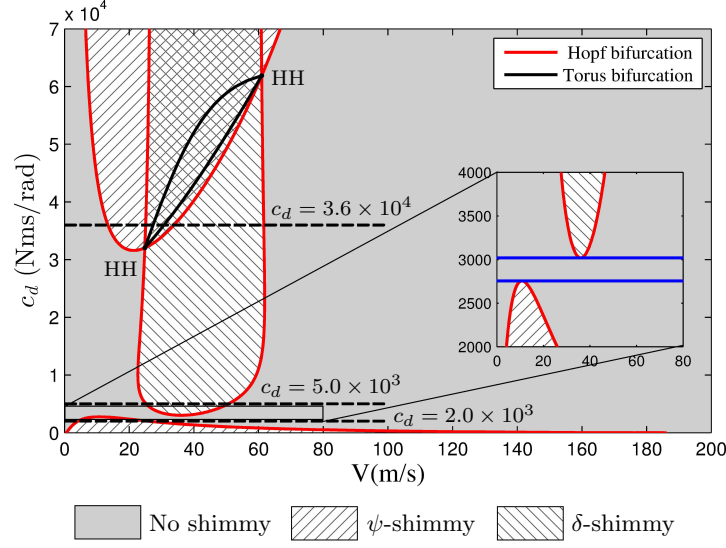 × 10⁴
7
6
5
4
3
2
1
0
c_d (Nms/rad)
0 20 40 60 80 100 120 140 160 180 200
V(m/s)
Hopf bifurcation
Torus bifurcation
HH
HH
c_d = 3.6 × 10⁴
c_d = 5.0 × 10³
c_d = 2.0 × 10³
4000
3500
3000
2500
2000
0 20 40 60 80
No shimmy ψ-shimmy δ-shimmy